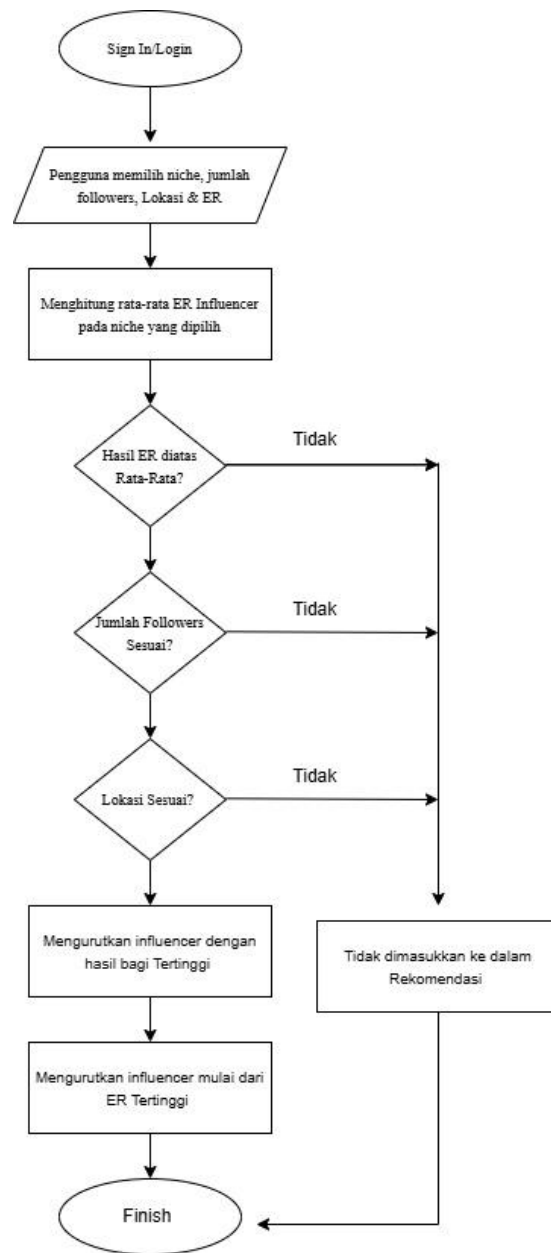 Sign In/Login
Pengguna memilih niche, jumlah
followers, Lokasi & ER
Menghitung rata-rata ER Influencer
pada niche yang dipilih
Hasil ER diatas
Rata-Rata?
Tidak
Jumlah Followers
Sesuai?
Tidak
Lokasi Sesuai?
Tidak
Mengurutkan influencer dengan
hasil bagi Tertinggi
Tidak dimasukkan ke dalam
Rekomendasi
Mengurutkan influencer mulai dari
ER Tertinggi
Finish